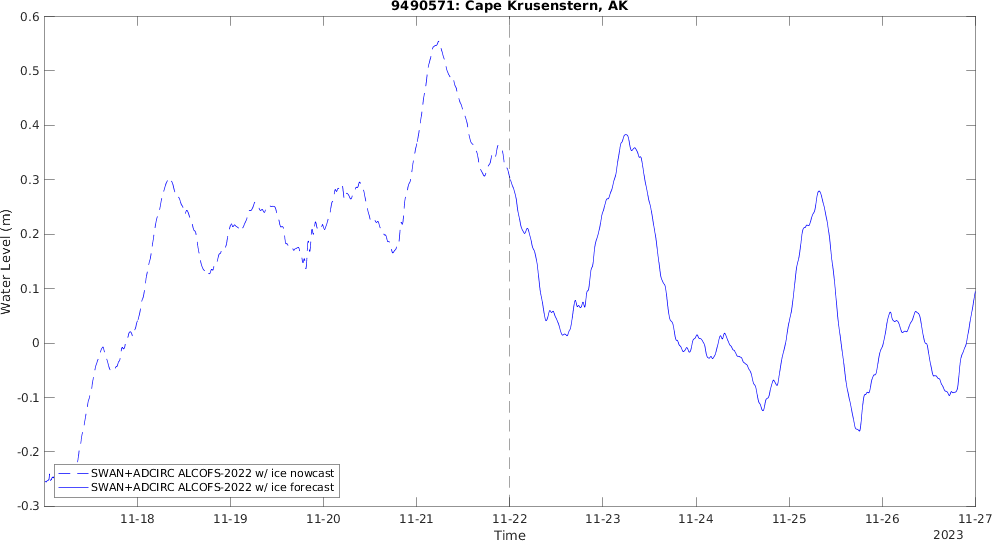 9490571: Cape Krusenstern, AK
Water Level (m)
0.6
0.5
0.4
0.3
0.2
0.1
0
-0.1
-0.2
-0.3
SWAN+ADCIRC ALCOFS-2022 w/ ice nowcast
SWAN+ADCIRC ALCOFS-2022 w/ ice forecast
11-18 11-19 11-20 11-21 11-22 11-23 11-24 11-25 11-26 11-27
Time
2023